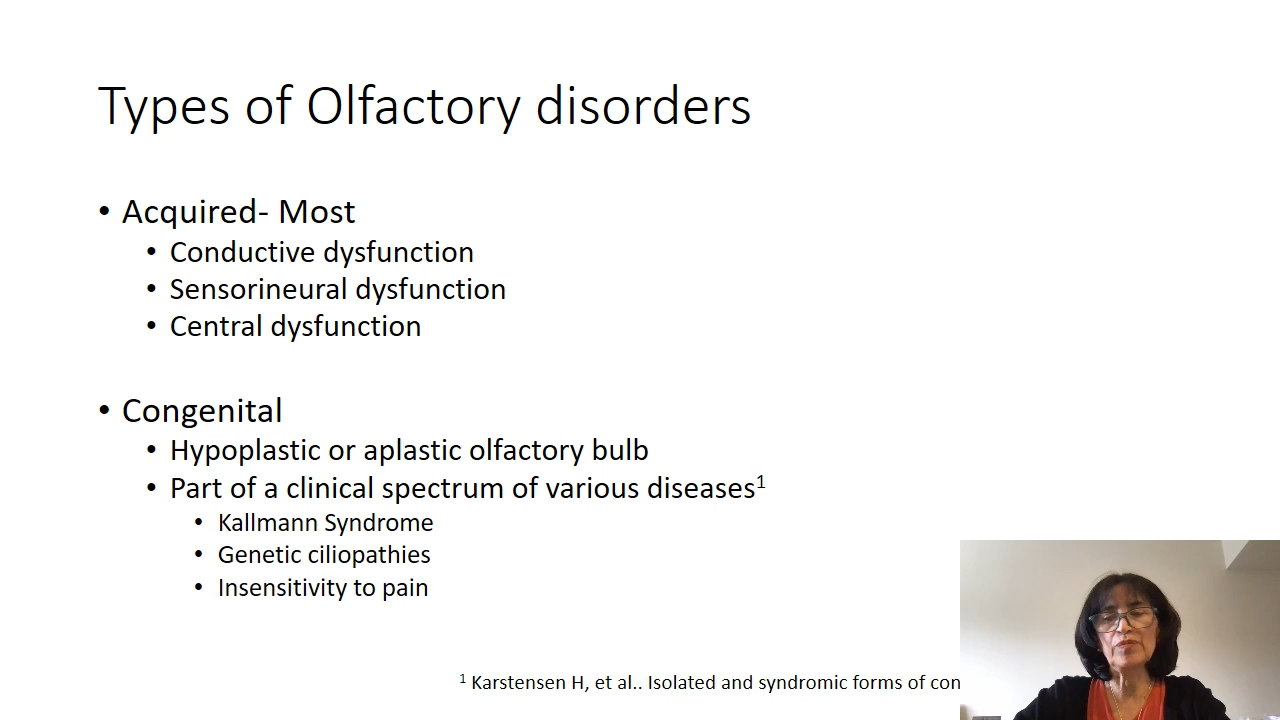 Types of Olfactory disorders
• Acquired- Most
• Conductive dysfunction
• Sensorineural dysfunction
• Central dysfunction
• Congenital
• Hypoplastic or aplastic olfactory bulb
• Part of a clinical spectrum of various diseases¹
• Kallmann Syndrome
• Genetic ciliopathies
• Insensitivity to pain
¹ Karstensen H, et al.. Isolated and syndromic forms of con